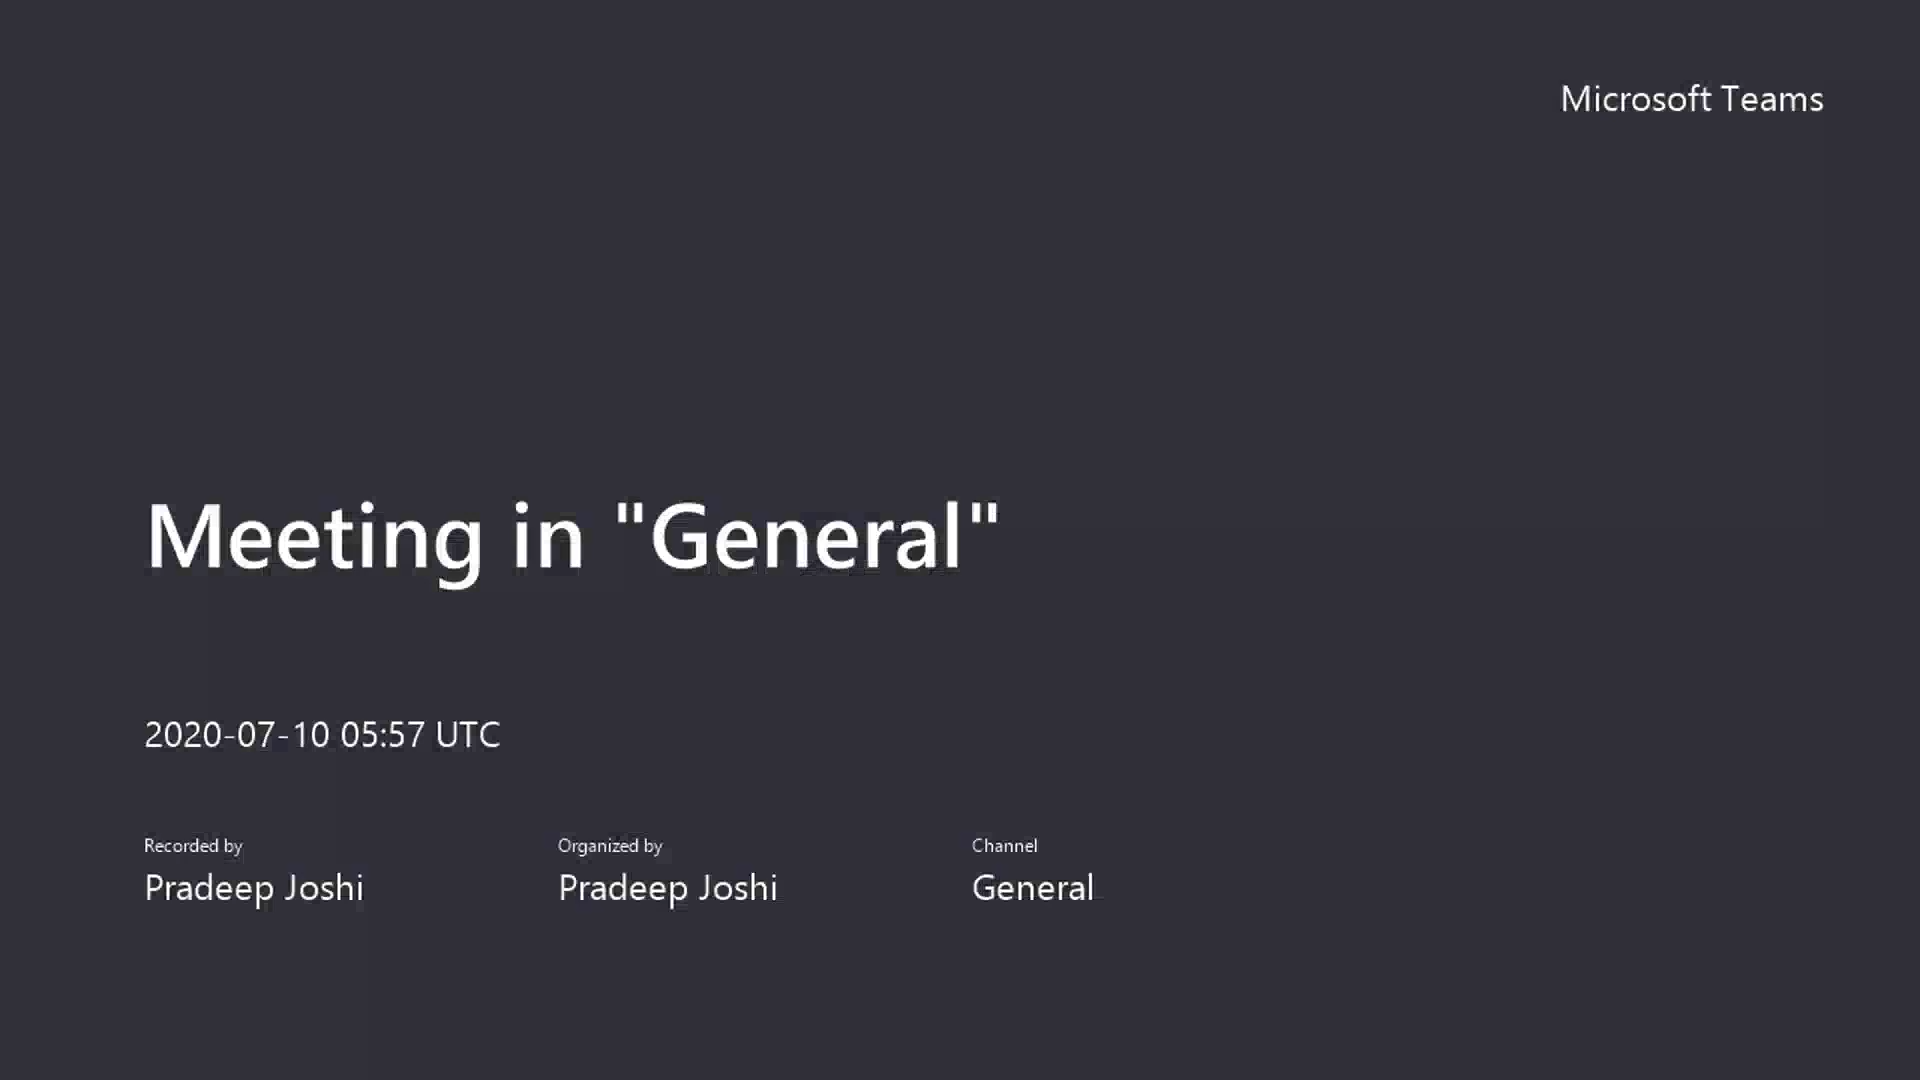 Microsoft Teams
Meeting in "General"
2020-07-10 05:57 UTC
Recorded by
Pradeep Joshi
Organized by
Pradeep Joshi
Channel
General